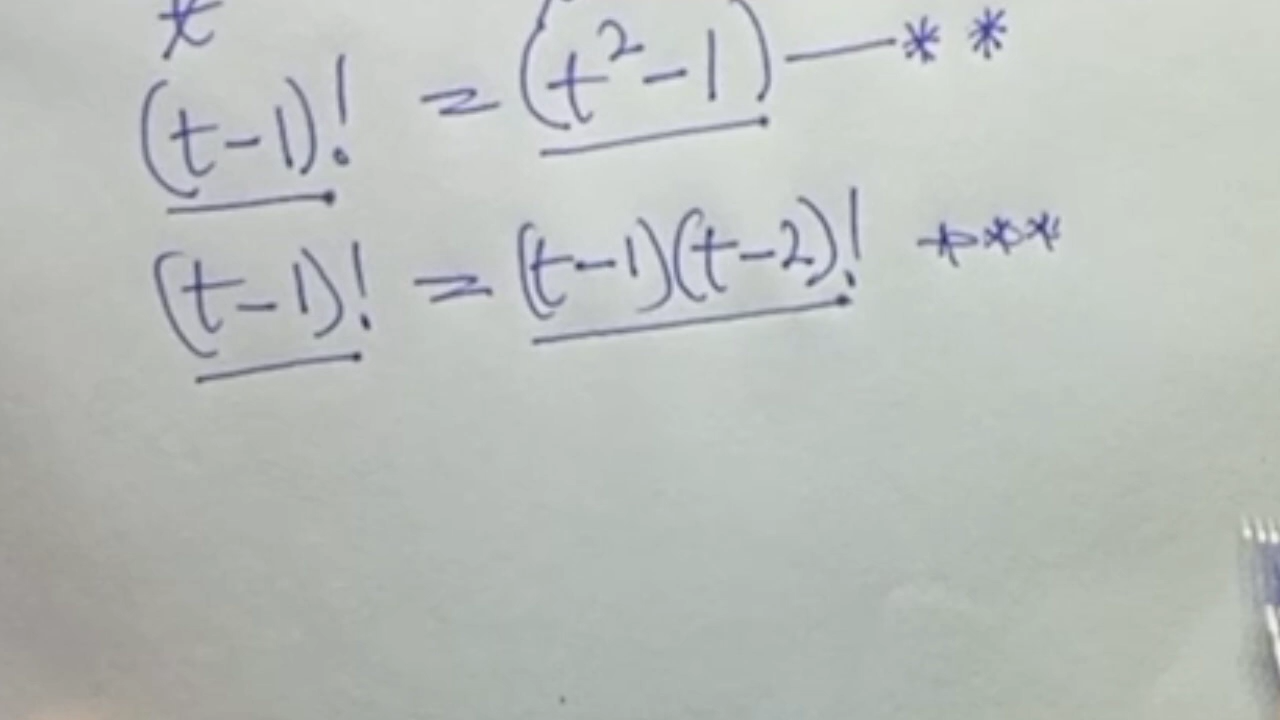 t
(t-1)! = (t²-1) — * *
(t-1)! = (t-1)(t-2)! ***